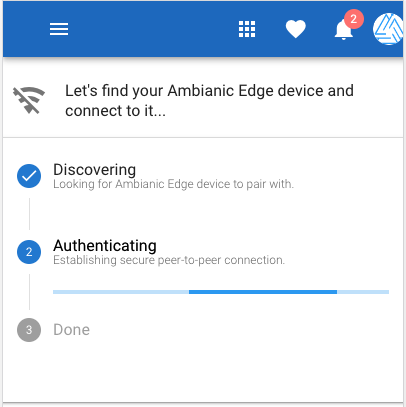 2
Let's find your Ambianic Edge device and
connect to it...
Discovering
Looking for Ambianic Edge device to pair with.
2
Authenticating
Establishing secure peer-to-peer connection.
3
Done